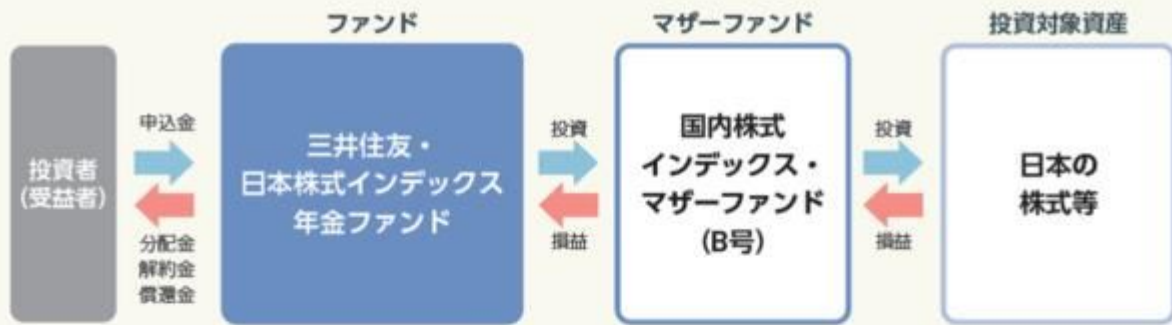 ファンド
マザーファンド
投資対象資産
投資者
(受益者)
申込金
分配金
解約金
償還金
三井住友・
日本株式インデックス
年金ファンド
投資
損益
国内株式
インデックス・
マザーファンド
(B号)
投資
損益
日本の
株式等